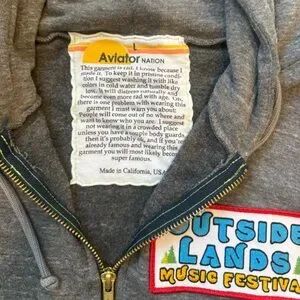 L
Aviator NATION
This garment is rad. I know because I
made it. To keep it in pristine condi-
tion I suggest washing it with like
colors in cold water and tumble dry
low. It will distress naturally and
become even more rad with age. Yes,
there is one problem with wearing this
garment I must warn you about:
People will come out of no where and
want to know who you are. I suggest
not wearing it in a crowded place
unless you have a couple body guards
then it's probably ok, and if you're
already famous and wearing this
garment you will most likely become
super famous.
Made in California, USA
OUTSIDE
LANDS
MUSIC FESTIVA